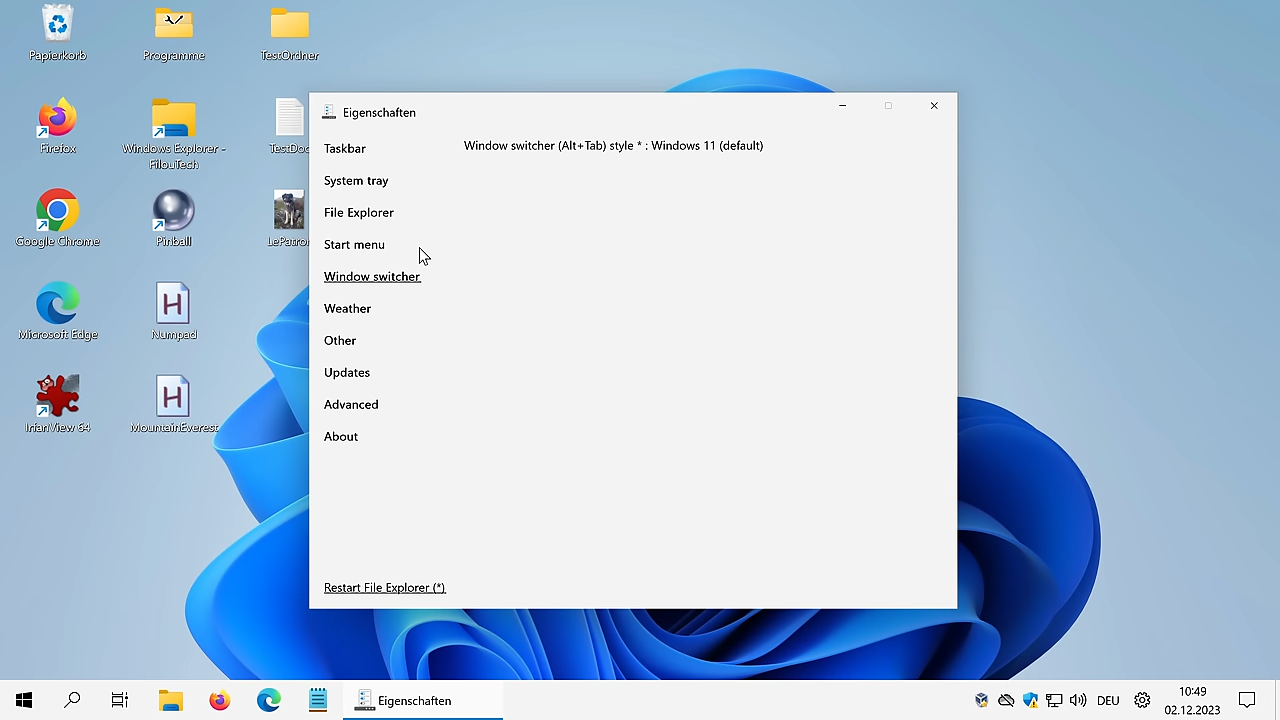 Papierkorb
Programme
TestOrdner
Firefox
Windows Explorer -
FilouTech
TestDoc
Google Chrome
Pinball
LePatron
Microsoft Edge
Numpad
IrfanView 64
MountainEverest
Eigenschaften
Taskbar
System tray
File Explorer
Start menu
Window switcher
Weather
Other
Updates
Advanced
About
Window switcher (Alt+Tab) style * : Windows 11 (default)
Restart File Explorer (*)
Eigenschaften
DEU
10:49
02.12.2023